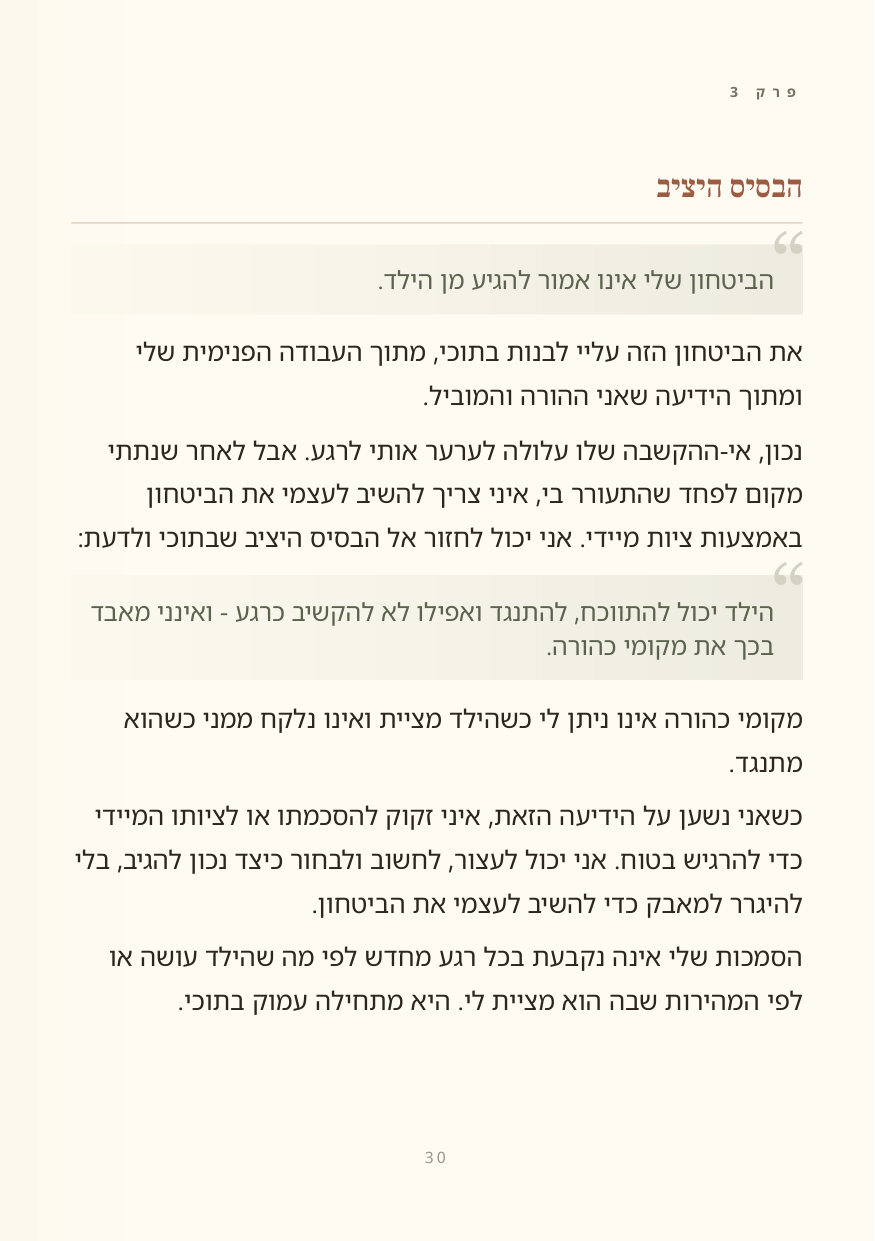 פרק 3
הבסיס היציב
“
הביטחון שלי אינו אמור להגיע מן הילד.
את הביטחון הזה עליי לבנות בתוכי, מתוך העבודה הפנימית שלי
ומתוך הידיעה שאני ההורה והמוביל.
נכון, אי-ההקשבה שלו עלולה לערער אותי לרגע. אבל לאחר שנתתי
מקום לפחד שהתעורר בי, איני צריך להשיב לעצמי את הביטחון
באמצעות ציות מיידי. אני יכול לחזור אל הבסיס היציב שבתוכי ולדעת:
“
הילד יכול להתווכח, להתנגד ואפילו לא להקשיב כרגע - ואינני מאבד
בכך את מקומי כהורה.
מקומי כהורה אינו ניתן לי כשהילד מציית ואינו נלקח ממני כשהוא
מתנגד.
כשאני נשען על הידיעה הזאת, איני זקוק להסכמתו או לציותו המיידי
כדי להרגיש בטוח. אני יכול לעצור, לחשוב ולבחור כיצד נכון להגיב, בלי
להיגרר למאבק כדי להשיב לעצמי את הביטחון.
הסמכות שלי אינה נקבעת בכל רגע מחדש לפי מה שהילד עושה או
לפי המהירות שבה הוא מציית לי. היא מתחילה עמוק בתוכי.
30